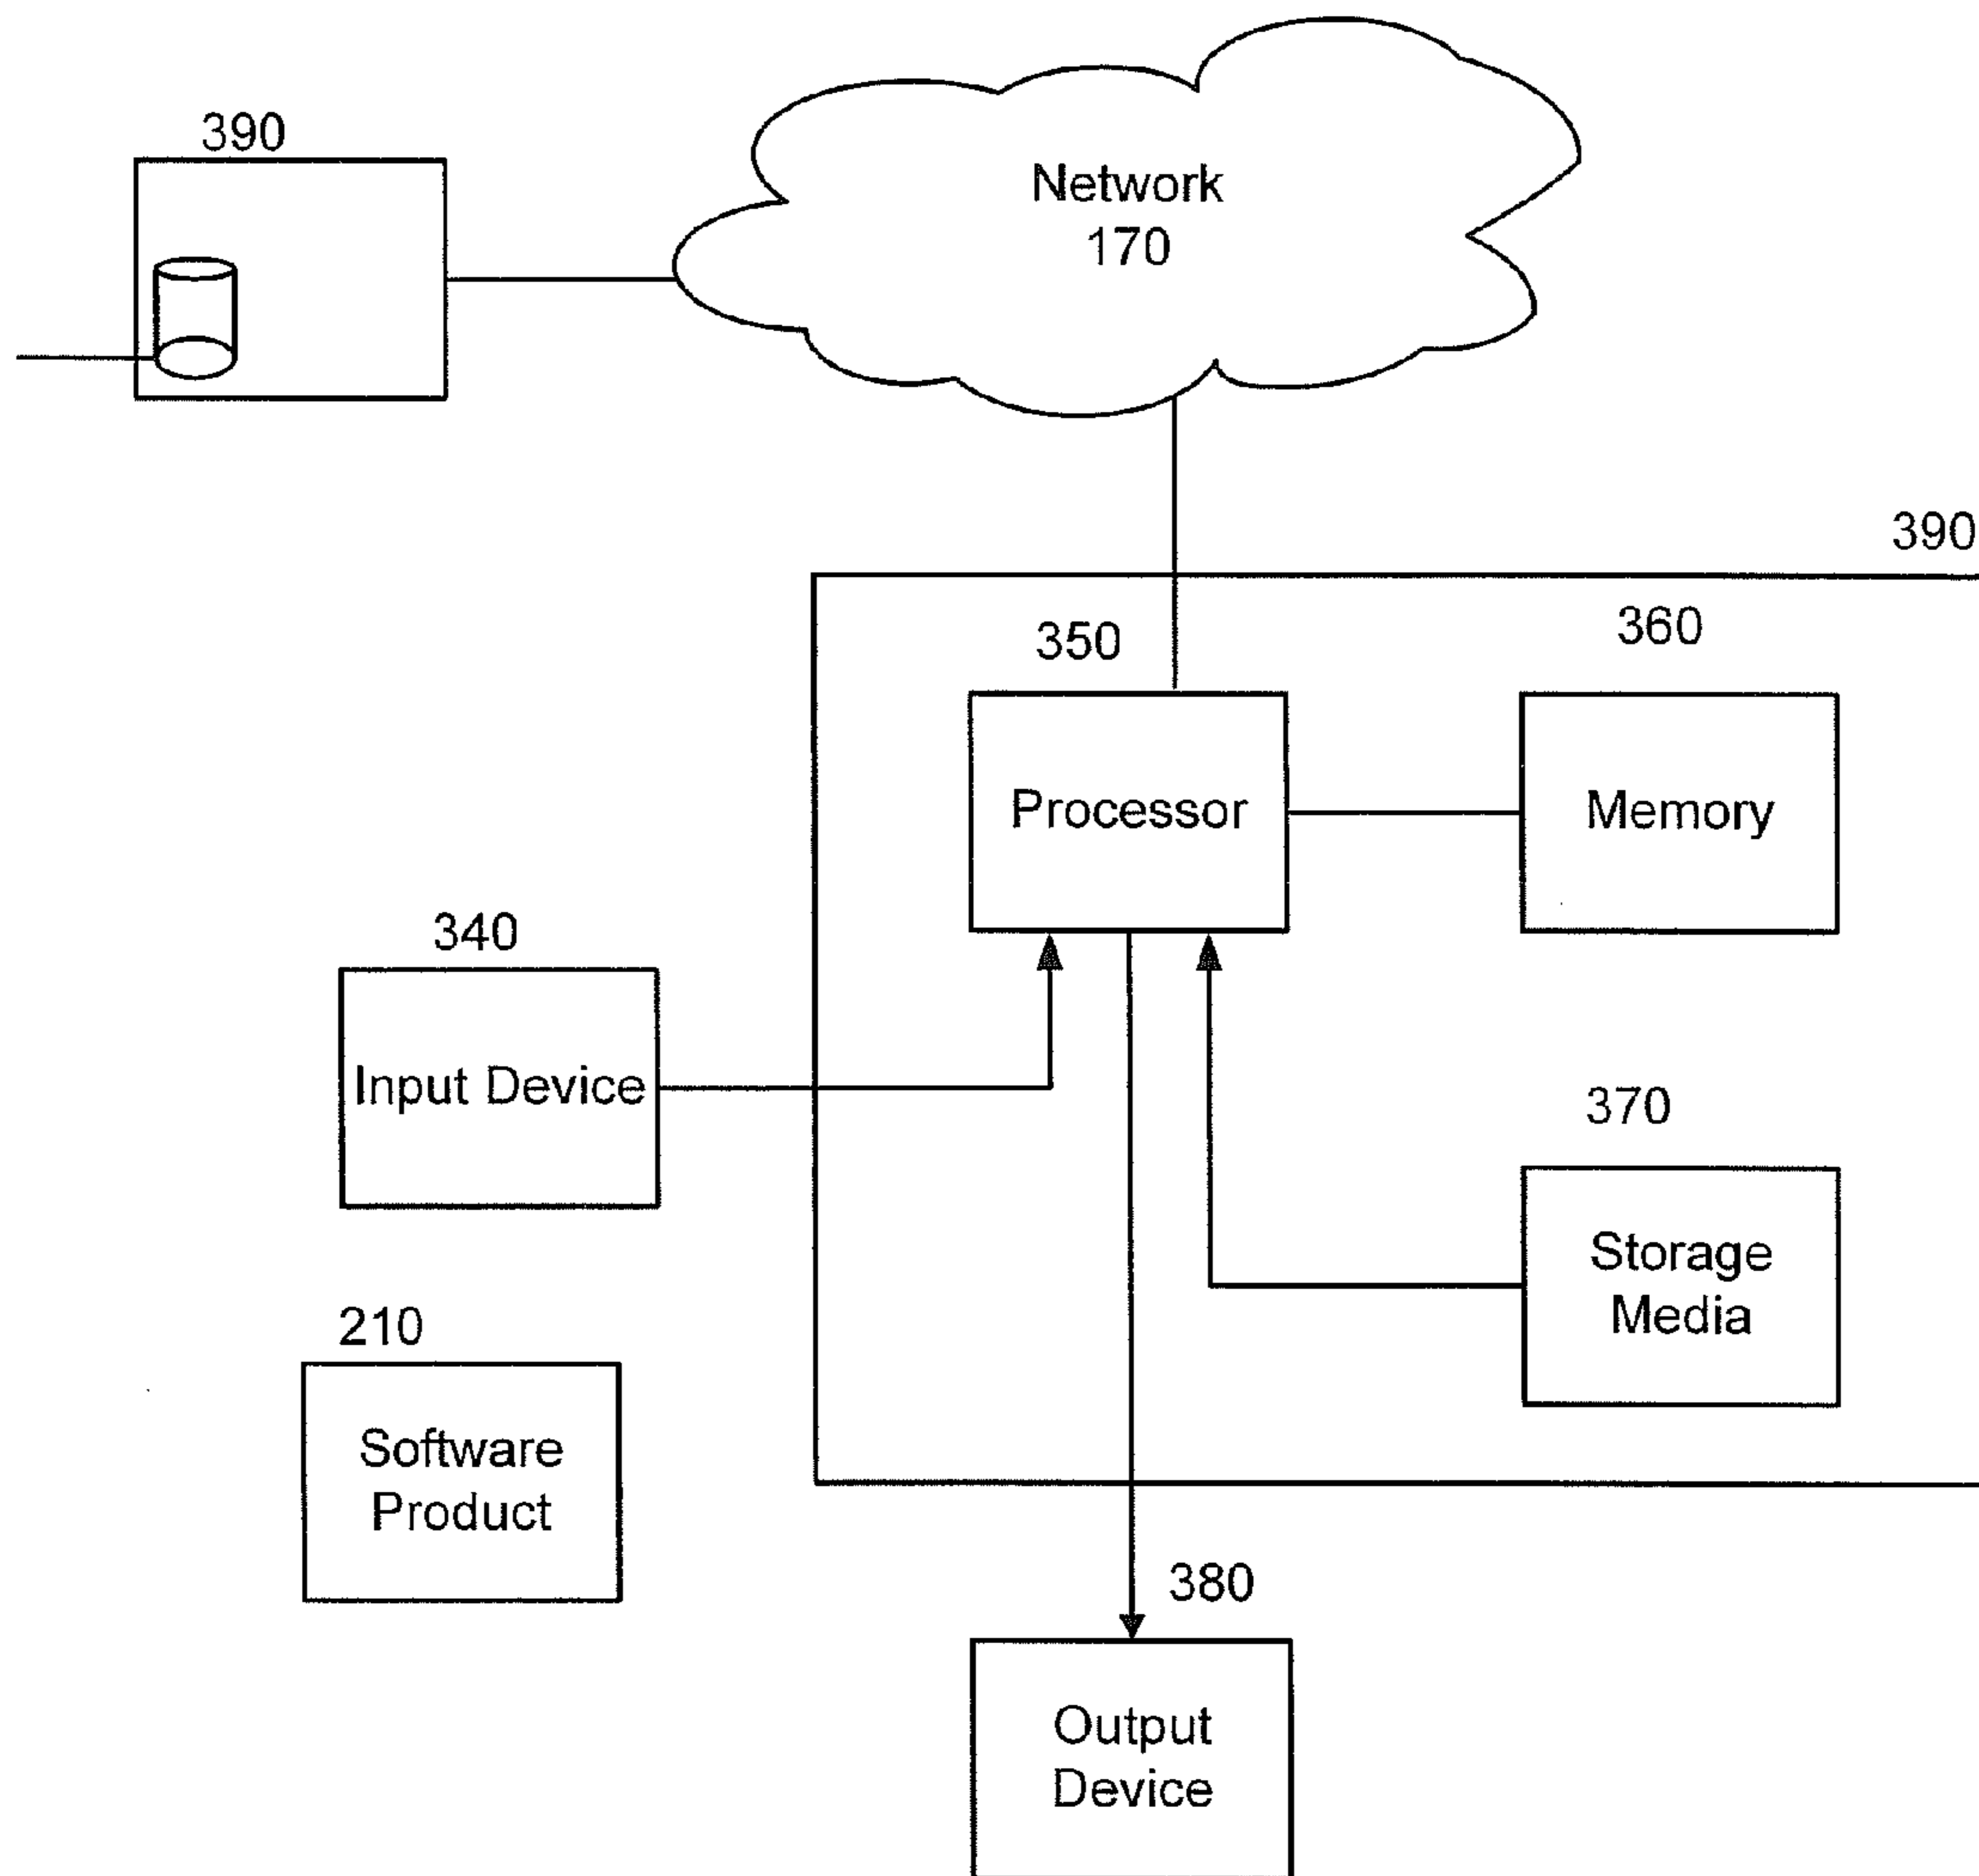 390
Network
170
390
350
360
Processor
Memory
340
Input Device
370
Storage
Media
210
Software
Product
380
Output
Device